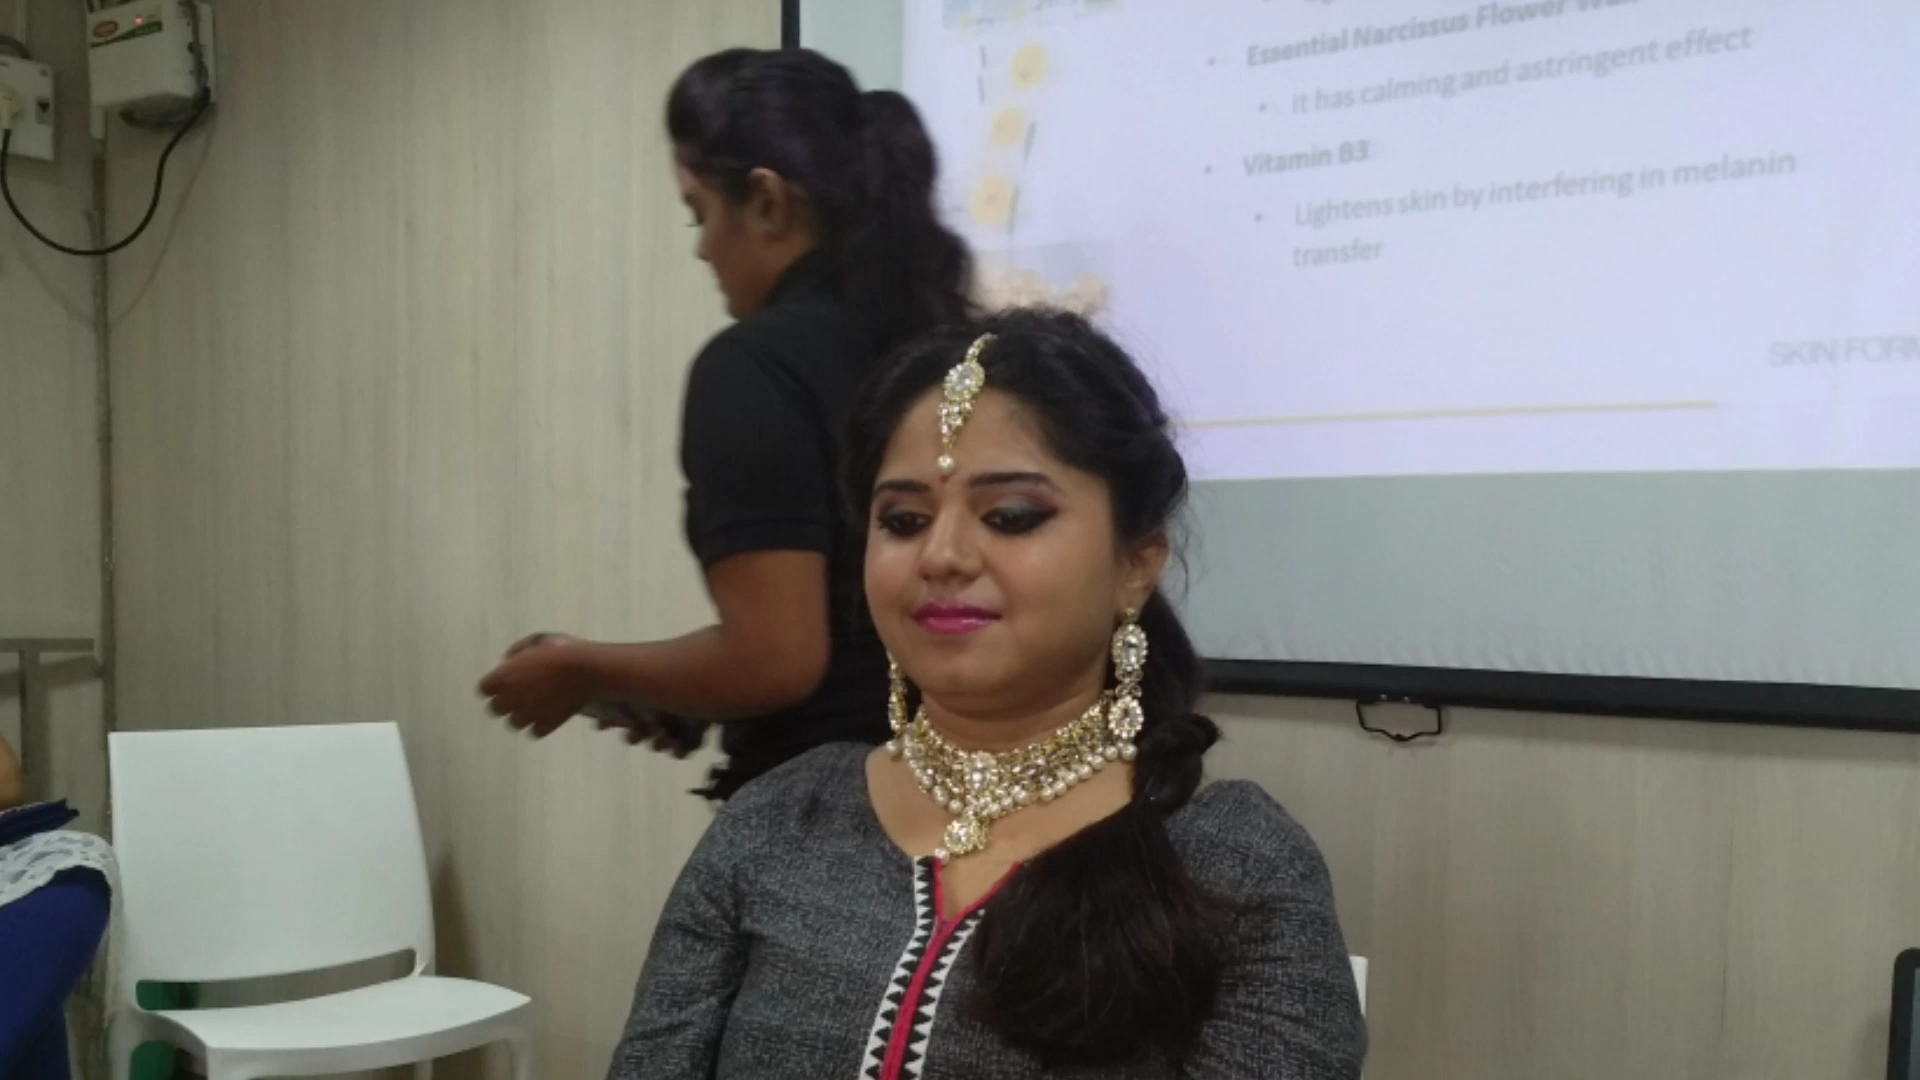 Essential Narcissus Flower
It has calming and astringent effect
Vitamin B3
Lightens skin by interfering in melanin
transfer
SKIN FORM